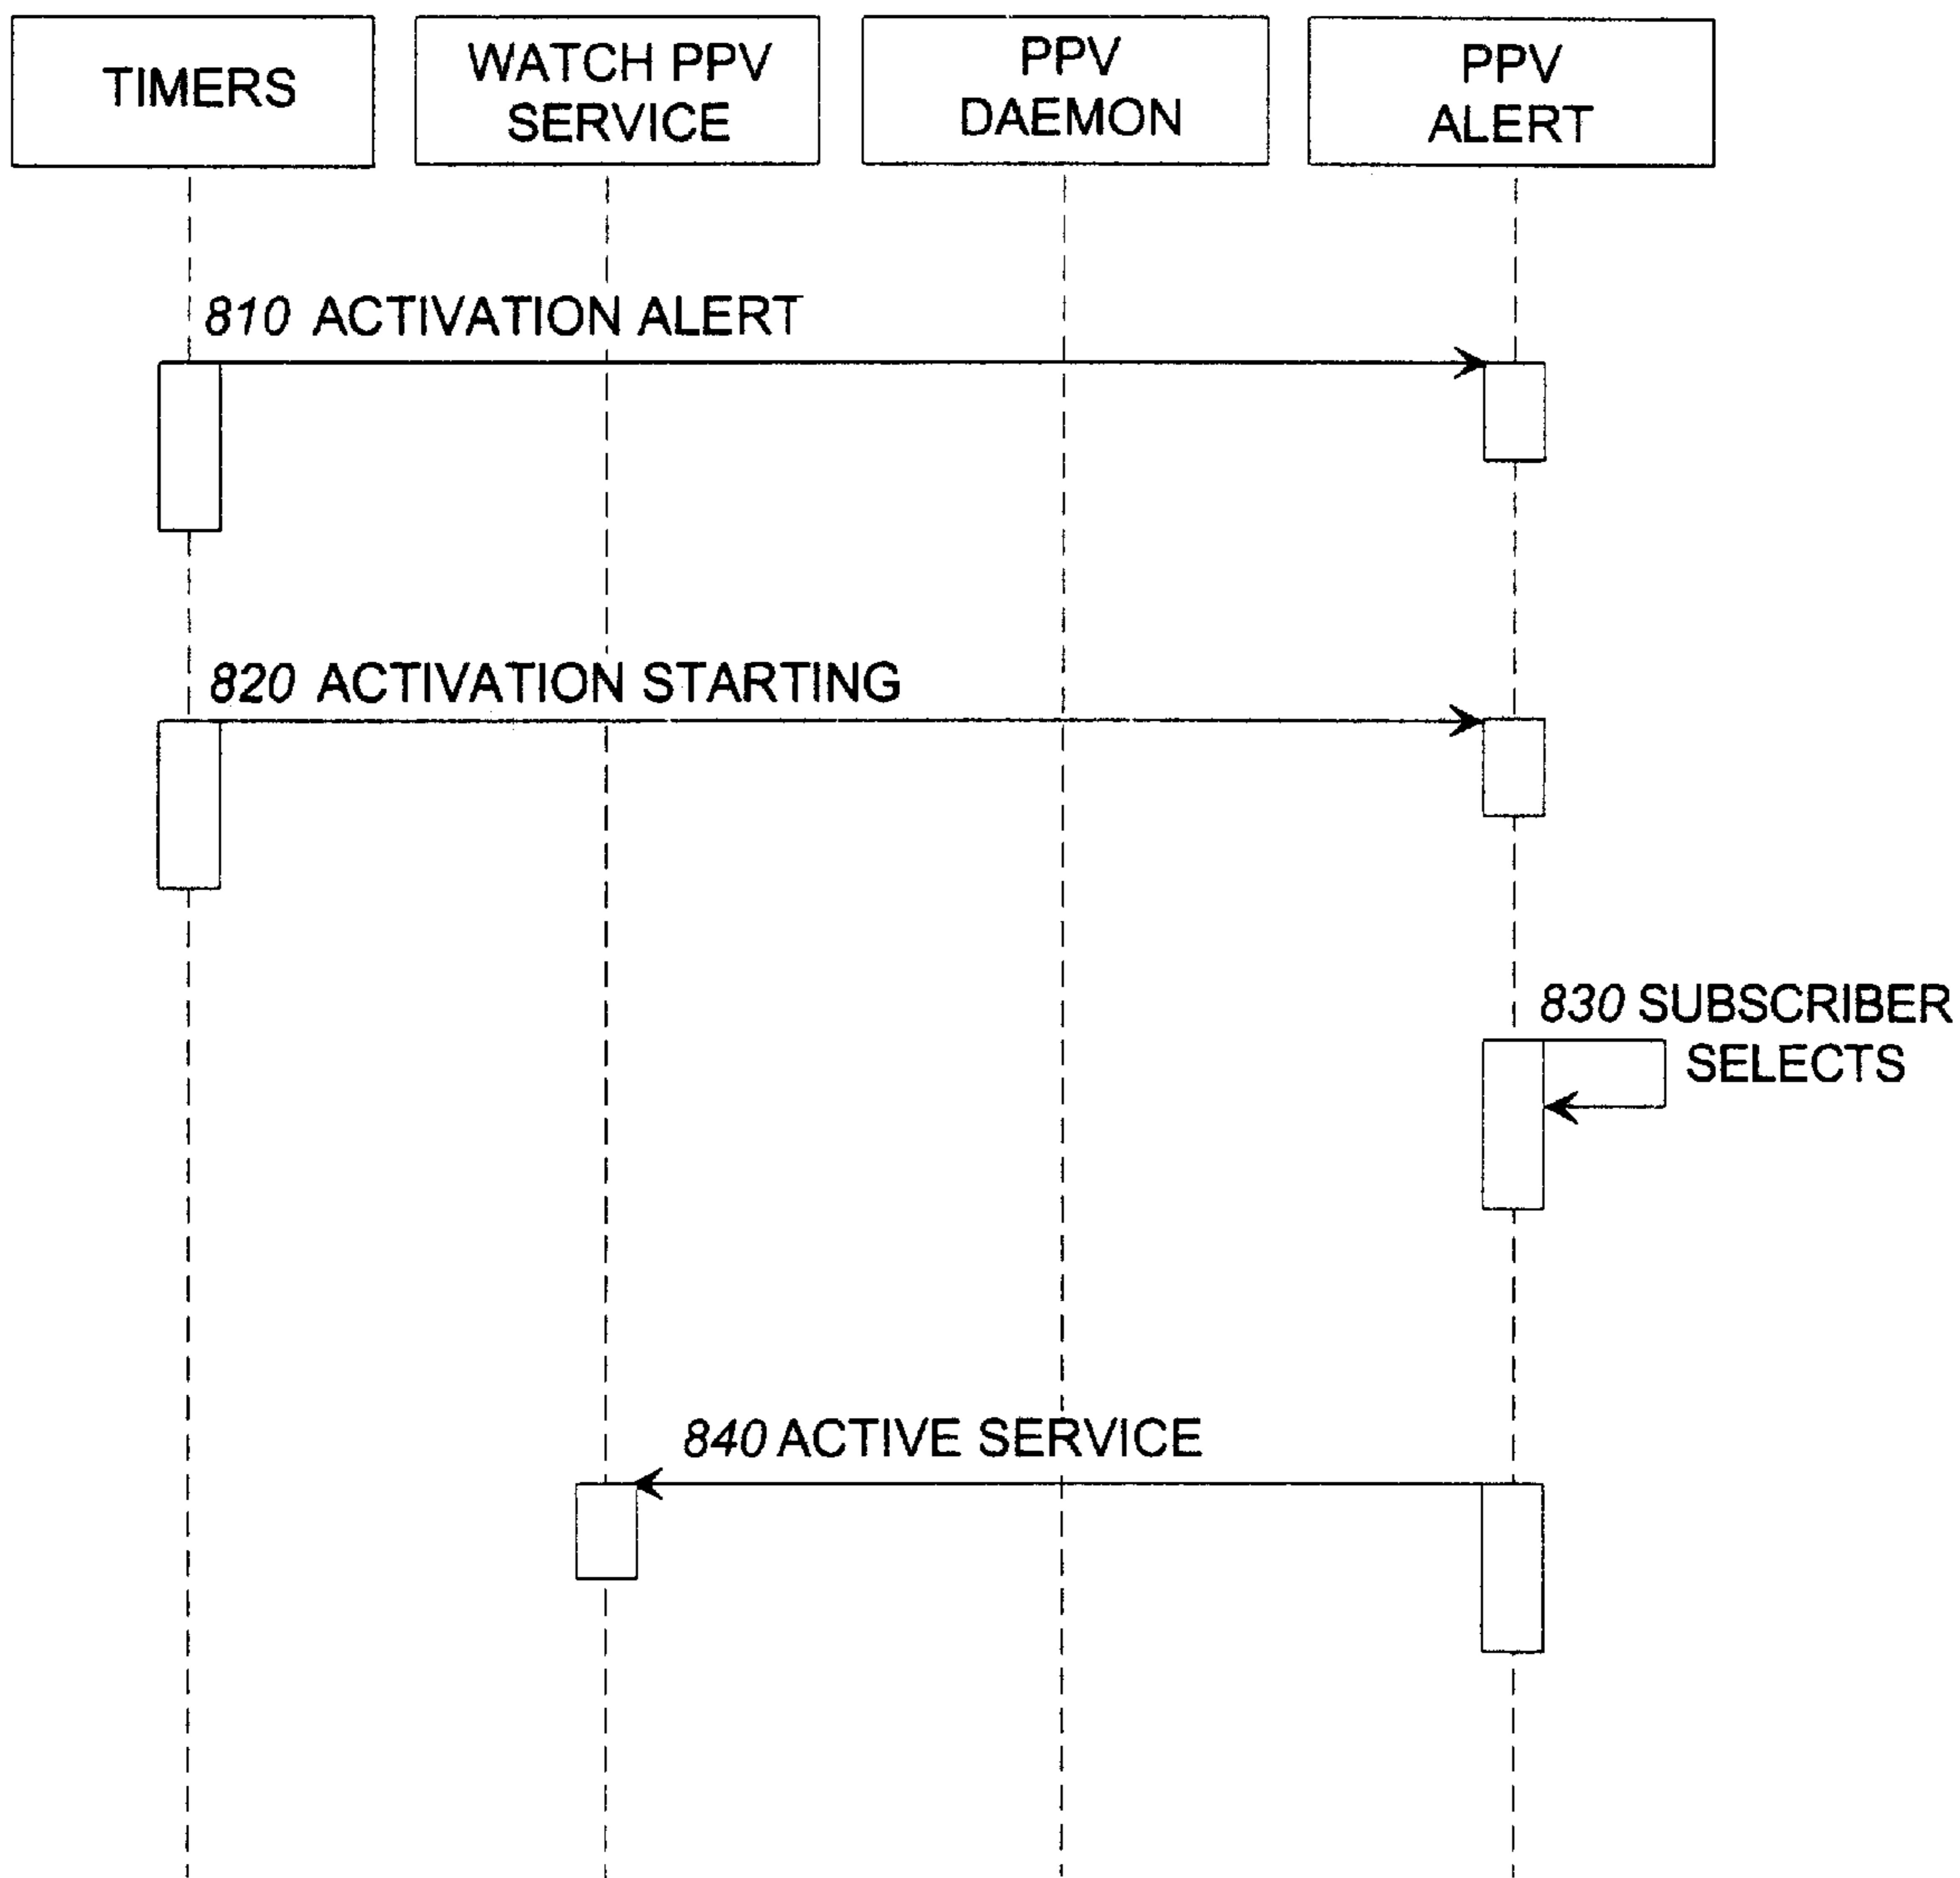 TIMERS
WATCH PPV
SERVICE
PPV
DAEMON
PPV
ALERT
810 ACTIVATION ALERT
820 ACTIVATION STARTING
830 SUBSCRIBER
SELECTS
840 ACTIVE SERVICE